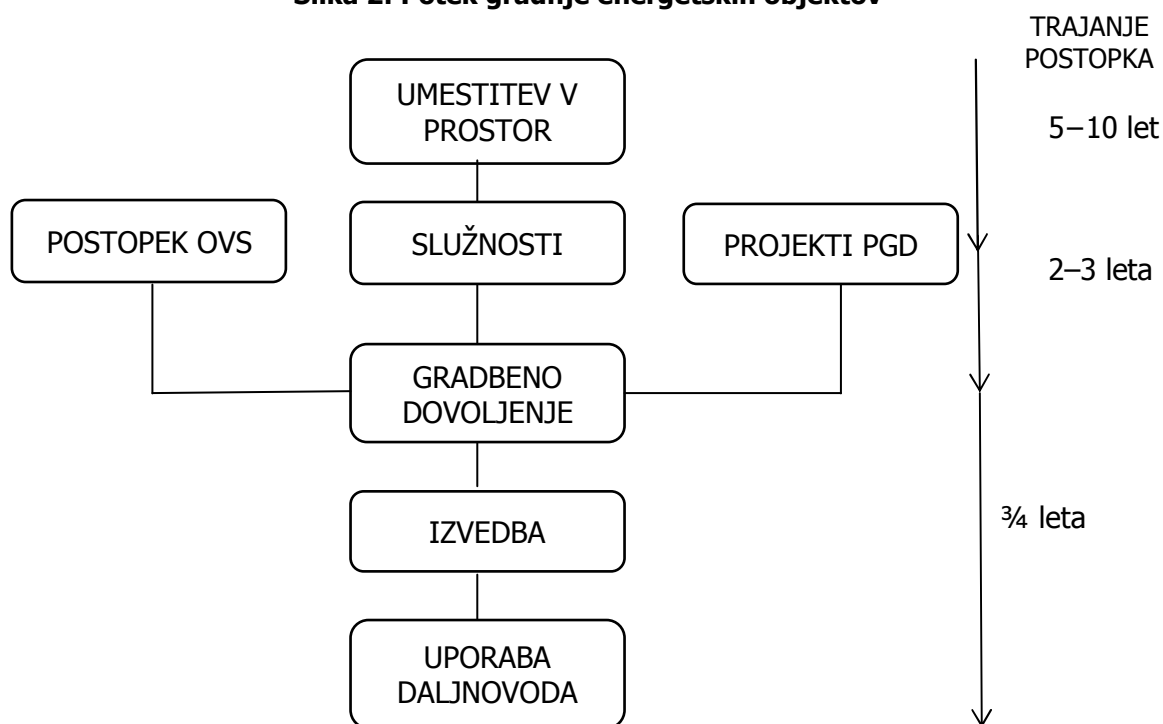 Slika 2: Potek gradnje energetskih objektov
TRAJANJE
POSTOPKA
UMESTITEV V
PROSTOR
5–10 let
POSTOPEK OVS
SLUŽNOSTI
PROJEKTI PGD
2–3 leta
GRADBENO
DOVOLJENJE
IZVEDBA
¾ leta
UPORABA
DALJNOVODA